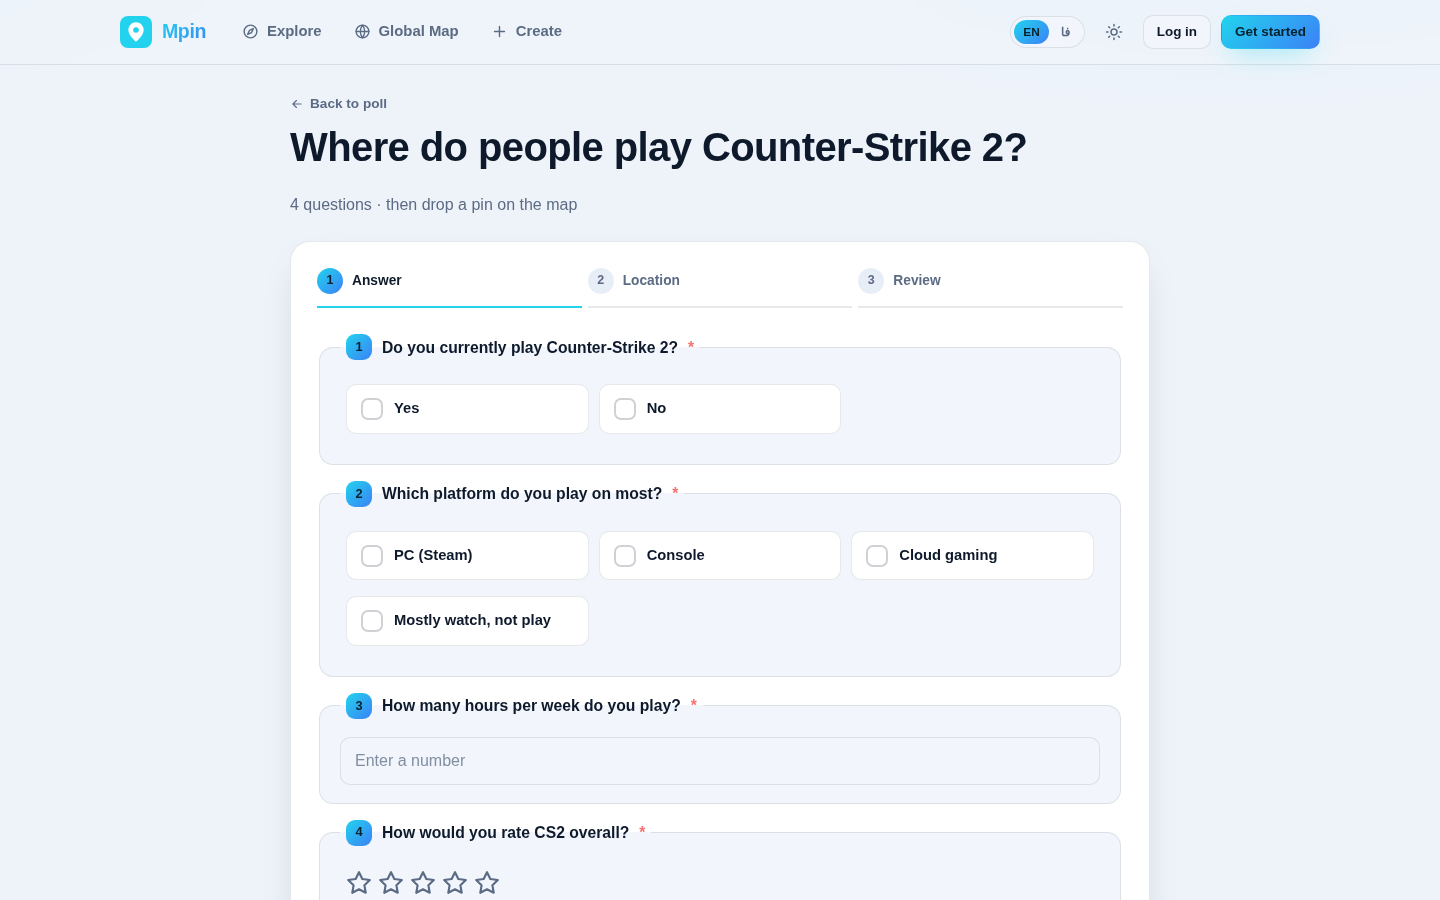 Mpin
Explore
Global Map
Create
EN
فا
Log in
Get started
Back to poll
Where do people play Counter-Strike 2?
4 questions · then drop a pin on the map
1 Answer
2 Location
3 Review
1 Do you currently play Counter-Strike 2? *
Yes
No
2 Which platform do you play on most? *
PC (Steam)
Console
Cloud gaming
Mostly watch, not play
3 How many hours per week do you play? *
Enter a number
4 How would you rate CS2 overall? *